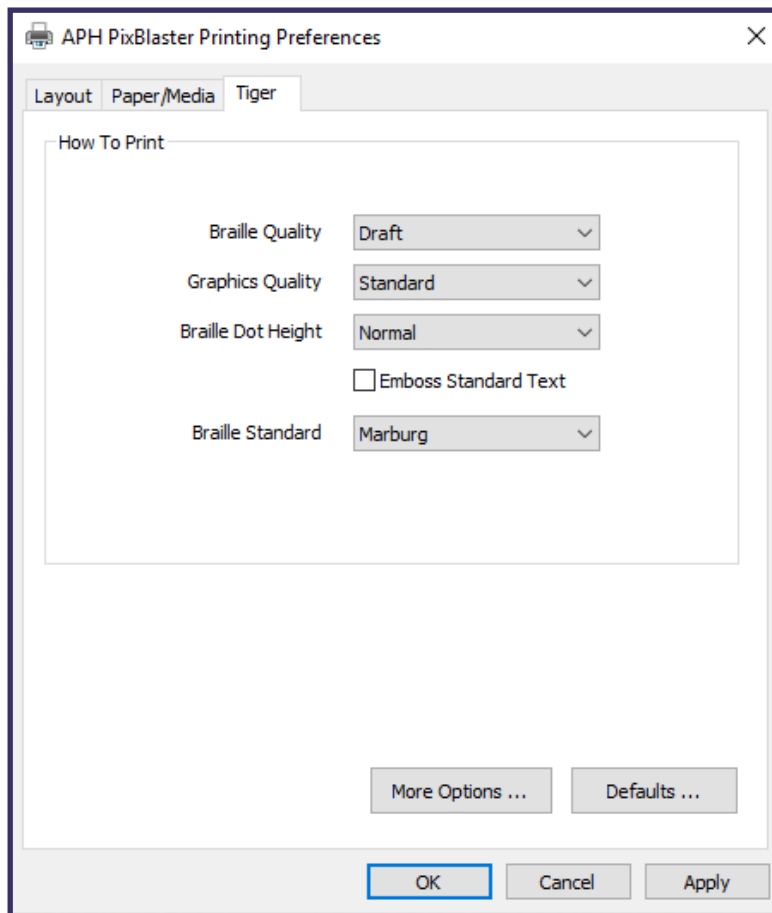 APH PixBlaster Printing Preferences
Layout Paper/Media Tiger
How To Print
Braille Quality Draft
Graphics Quality Standard
Braille Dot Height Normal
Emboss Standard Text
Braille Standard Marburg
More Options ... Defaults ...
OK Cancel Apply